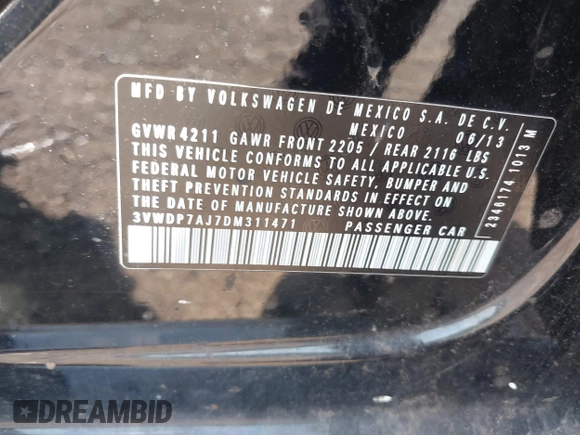 MFD BY VOLKSWAGEN DE MEXICO S.A. DE C.V.
MEXICO 06/13
GVWR 4211 GAWR FRONT 2205 / REAR 2116 LBS
THIS VEHICLE CONFORMS TO ALL APPLICABLE U.S.
FEDERAL MOTOR VEHICLE SAFETY, BUMPER AND
THEFT PREVENTION STANDARDS IN EFFECT ON
THE DATE OF MANUFACTURE SHOWN ABOVE.
3VWDP7AJ7DM311471 PASSENGER CAR
2346174 1013 M
DREAMBID